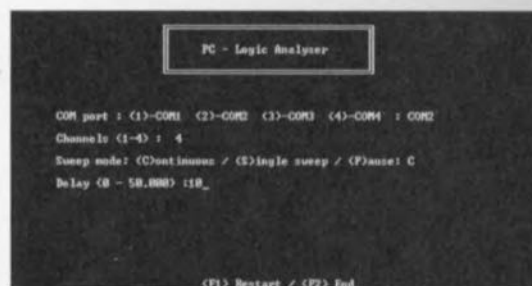 PC - Logic Analyser
COM port : (1)-COM1 (2)-COM2 (3)-COM3 (4)-COM4 : COM2
Channels (1-4) : 4
Sweep mode: (C)ontinuous / (S)ingle sweep / (P)ause: C
Delay (0 - 50.000) :10_
(F1) Restart / (F2) End